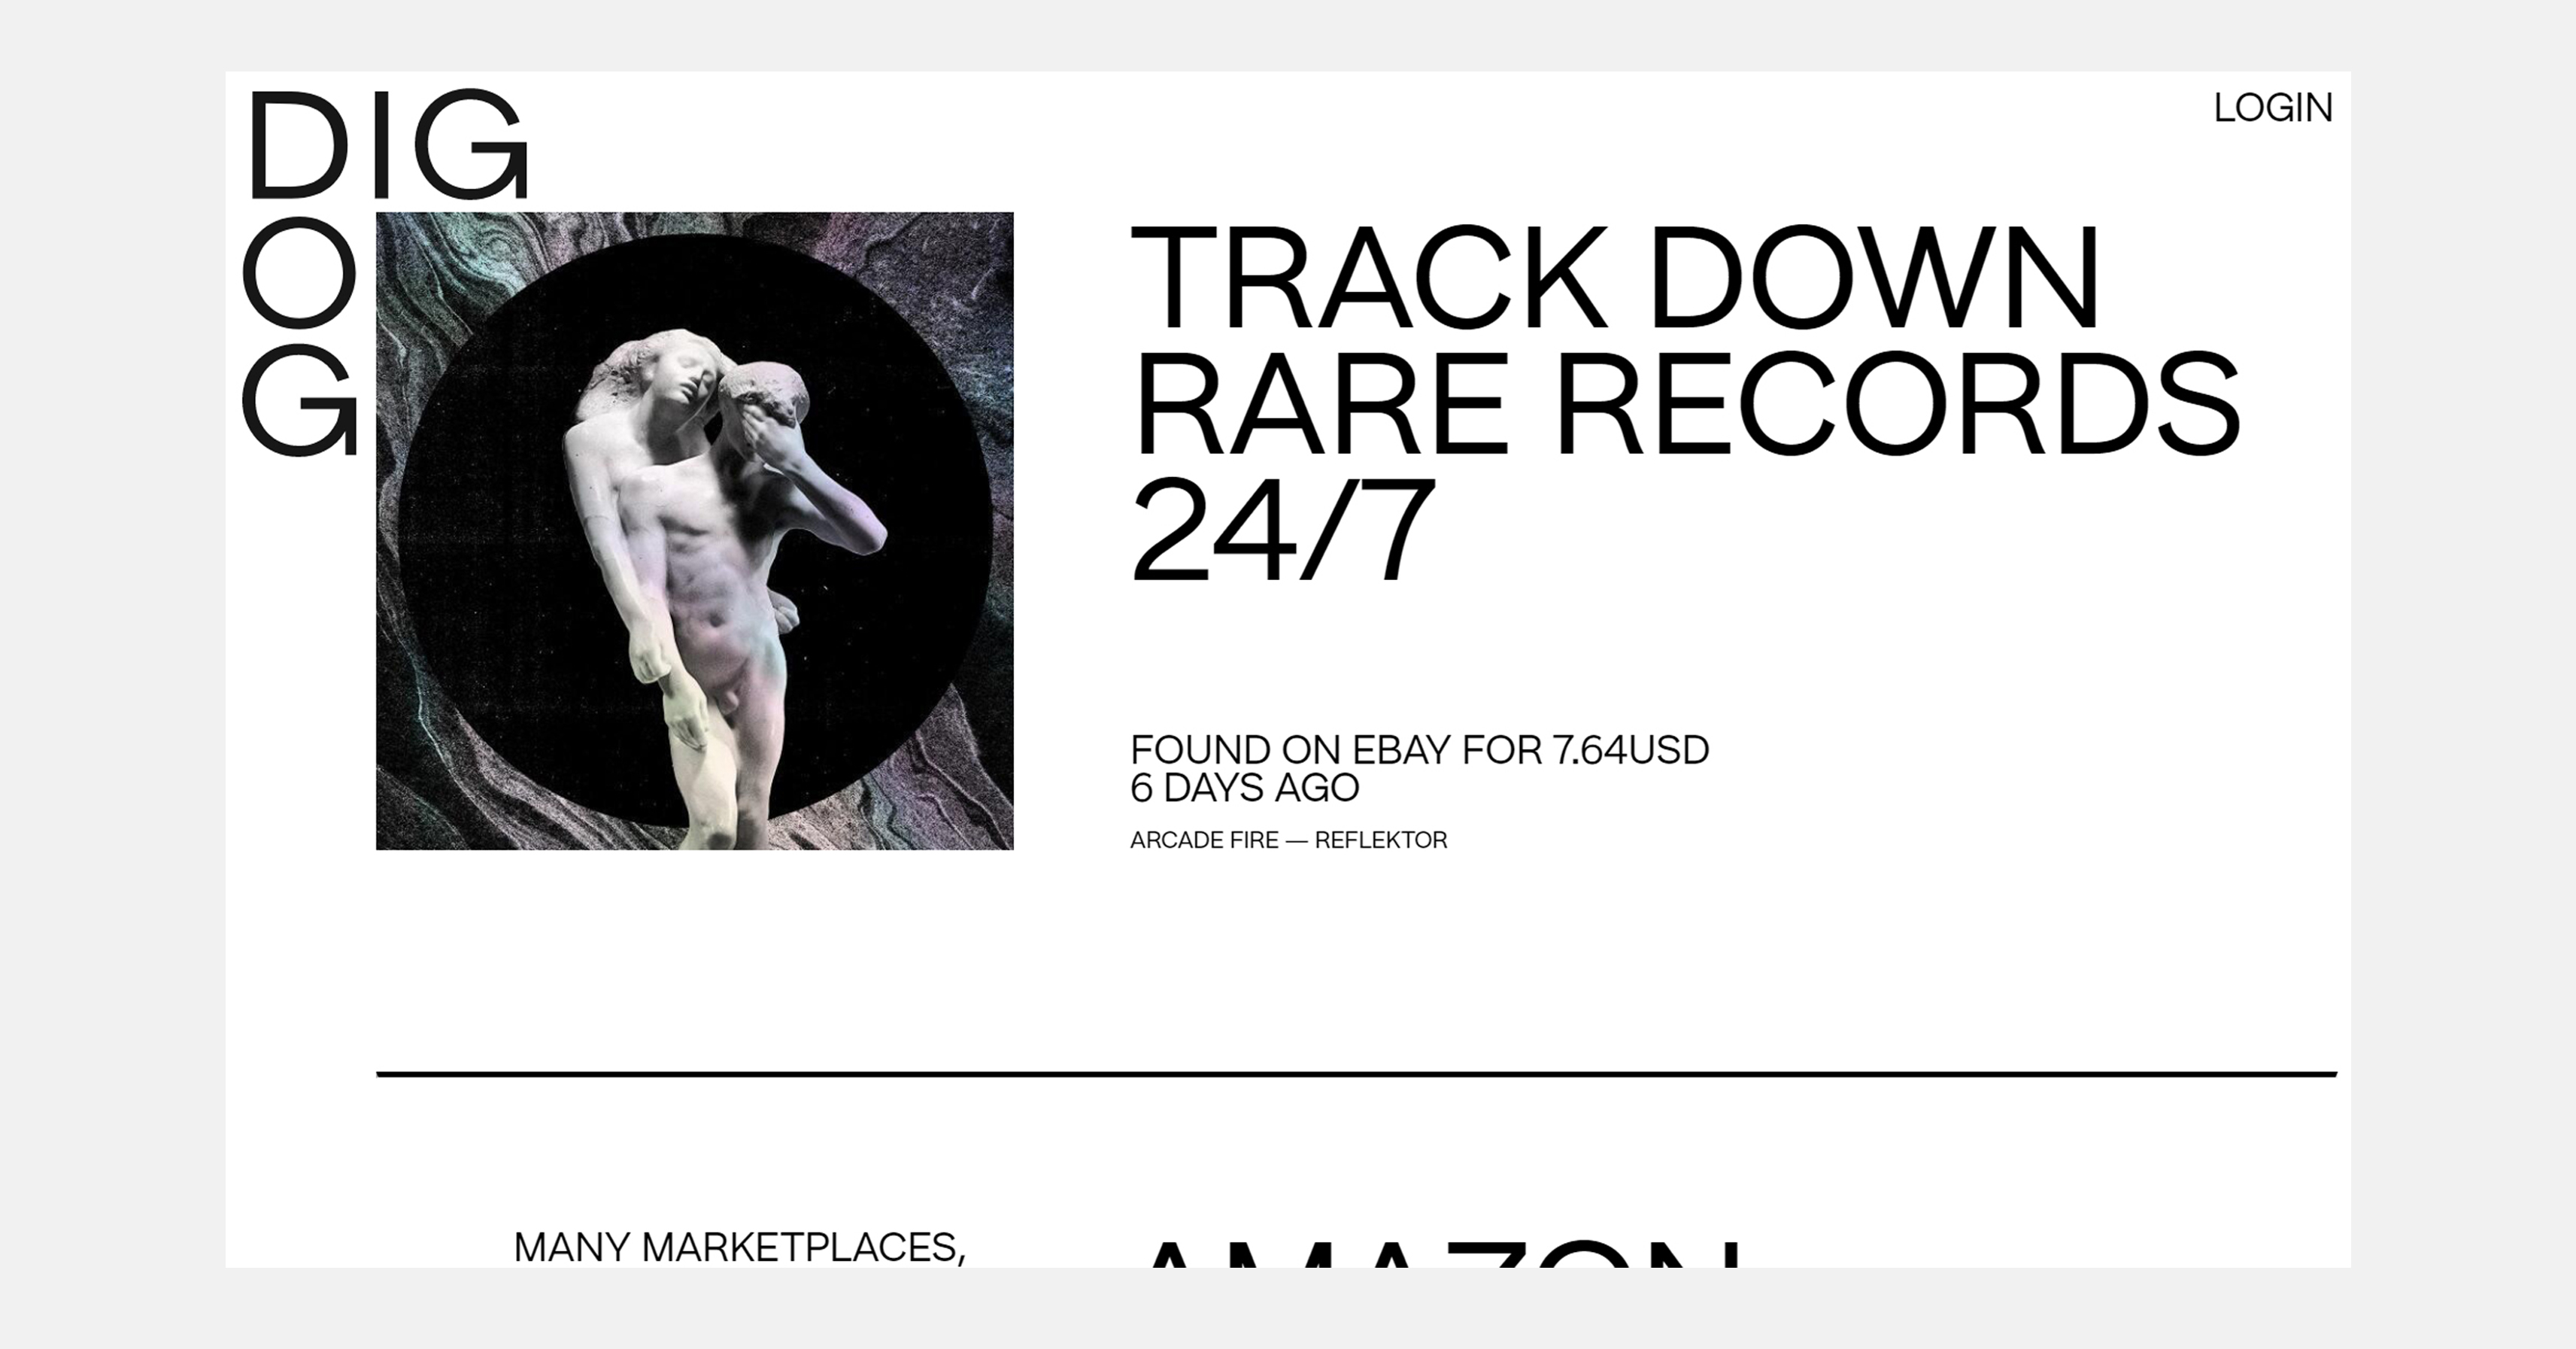 DIG
O
G
LOGIN
TRACK DOWN
RARE RECORDS
24/7
FOUND ON EBAY FOR 7.64USD
6 DAYS AGO
ARCADE FIRE — REFLEKTOR
MANY MARKETPLACES,
AMAZON